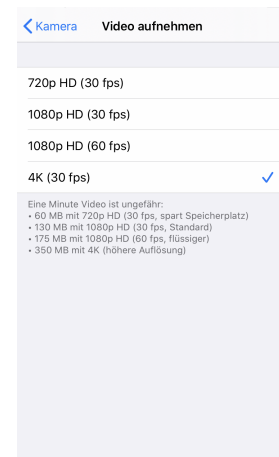 Kamera Video aufnehmen
720p HD (30 fps)
1080p HD (30 fps)
1080p HD (60 fps)
4K (30 fps)
Eine Minute Video ist ungefähr:
• 60 MB mit 720p HD (30 fps, spart Speicherplatz)
• 130 MB mit 1080p HD (30 fps, Standard)
• 175 MB mit 1080p HD (60 fps, flüssiger)
• 350 MB mit 4K (höhere Auflösung)